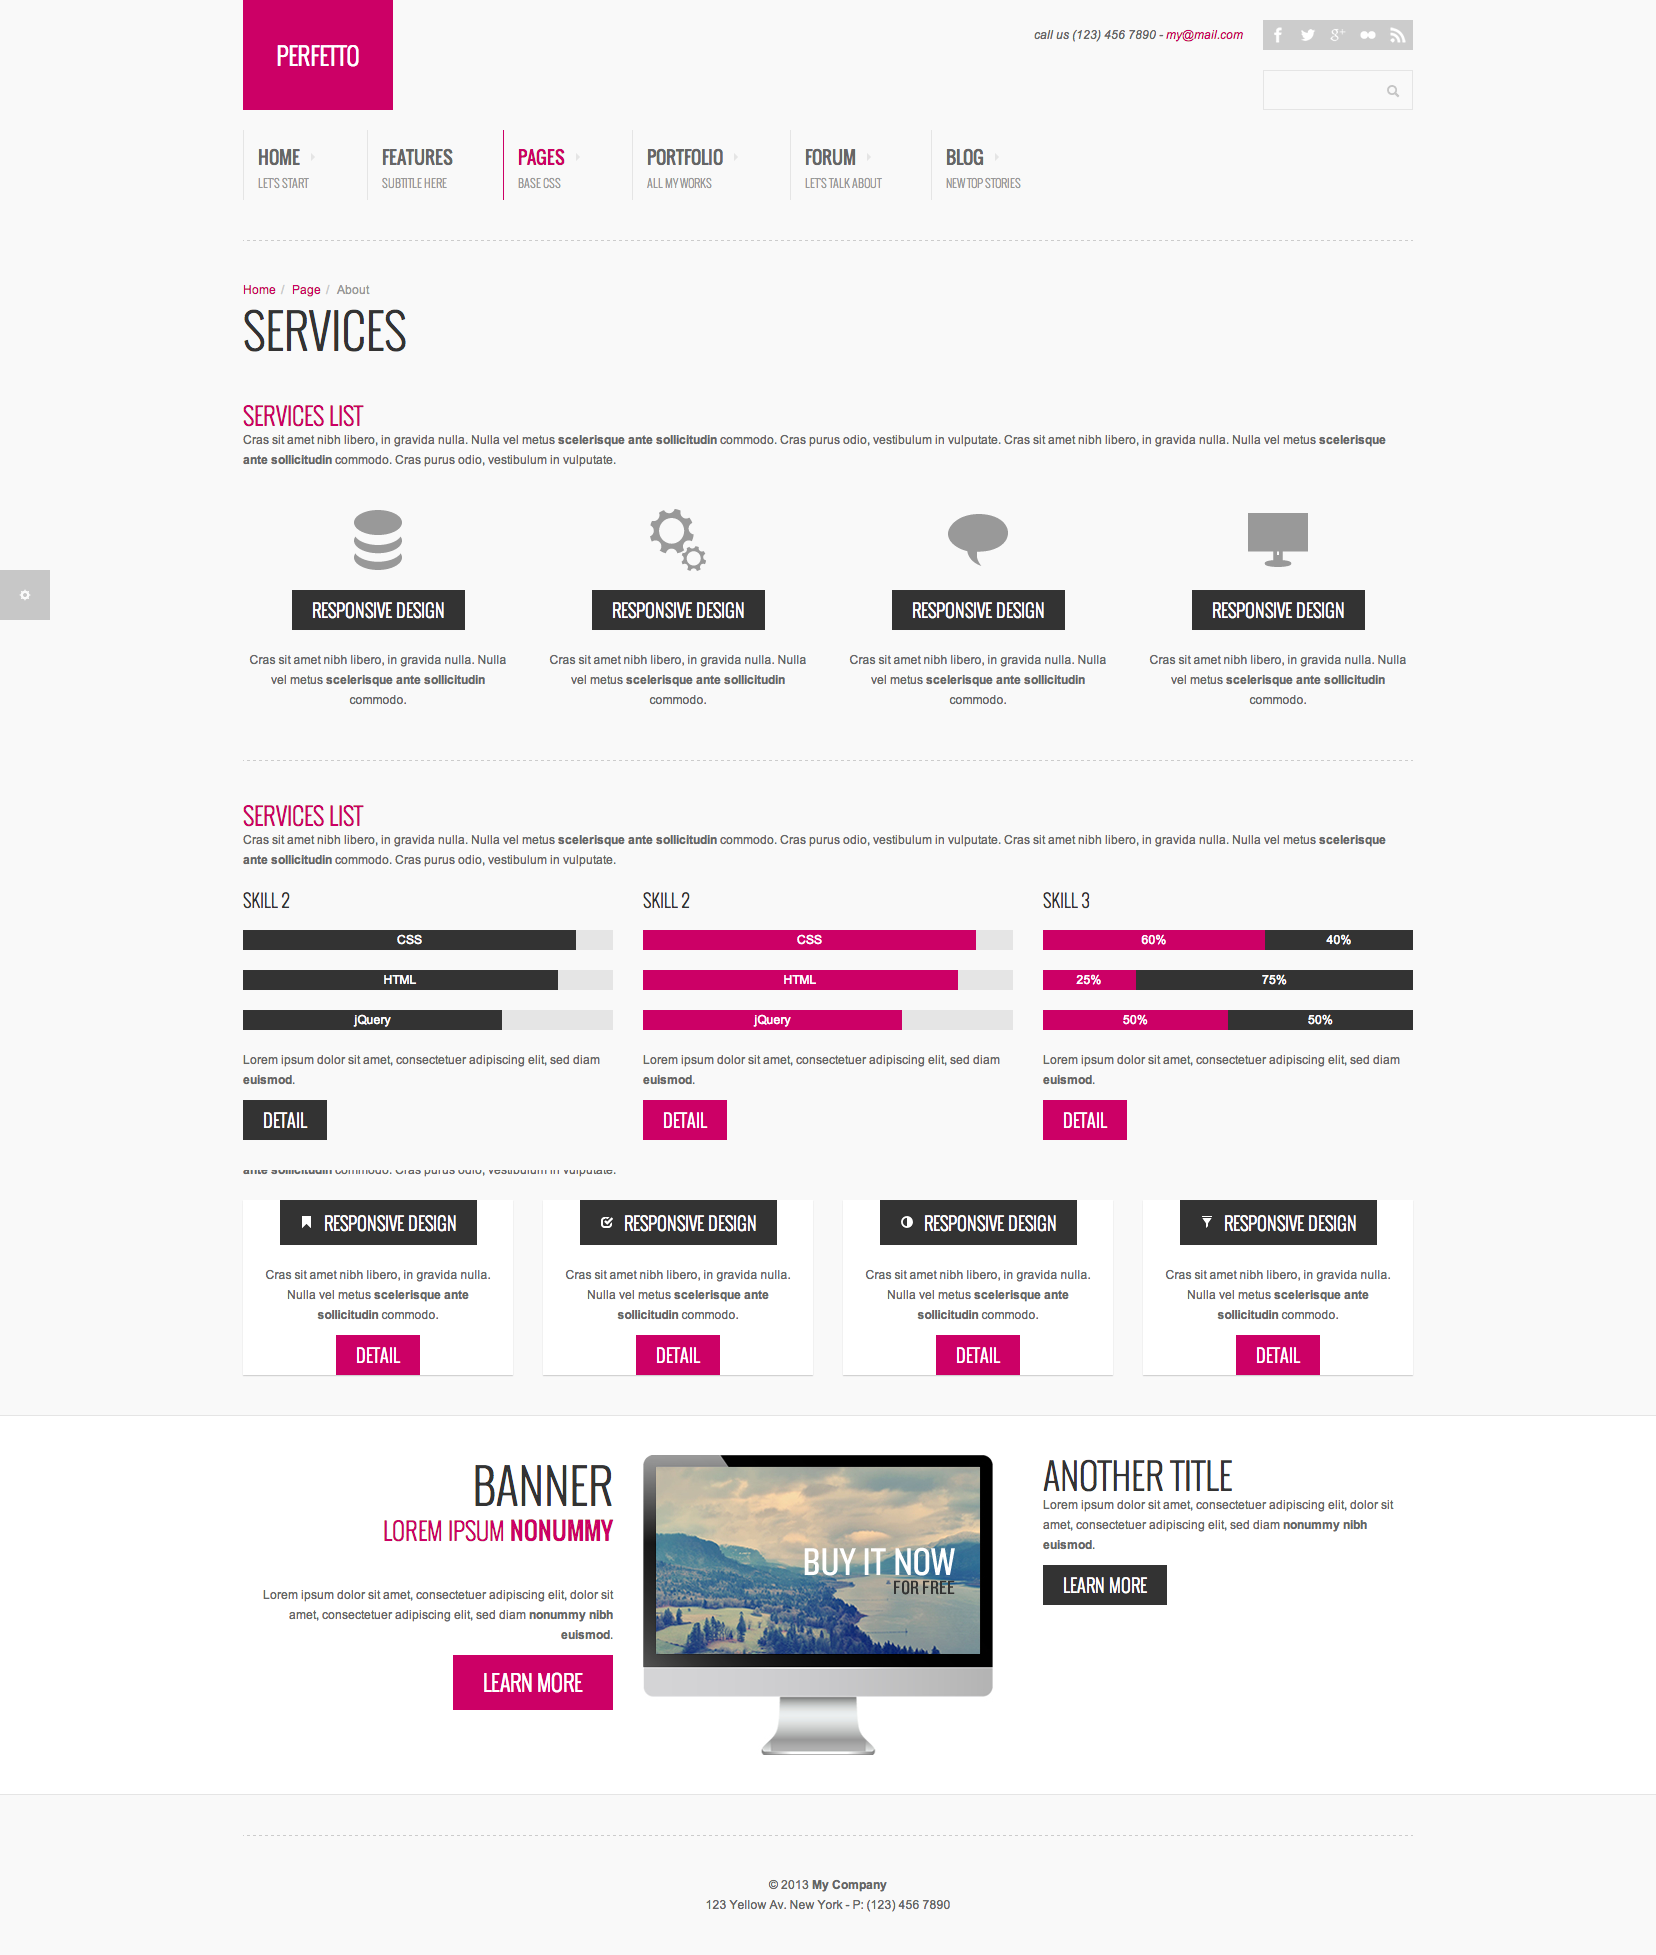 PERFETTO
call us (123) 456 7890 - my@mail.com
HOME
LET'S START
FEATURES
SUBTITLE HERE
PAGES
BASE CSS
PORTFOLIO
ALL MY WORKS
FORUM
LET'S TALK ABOUT
BLOG
NEW TOP STORIES
Home / Page / About
SERVICES
SERVICES LIST
Cras sit amet nibh libero, in gravida nulla. Nulla vel metus scelerisque ante sollicitudin commodo. Cras purus odio, vestibulum in vulputate. Cras sit amet nibh libero, in gravida nulla. Nulla vel metus scelerisque
ante sollicitudin commodo. Cras purus odio, vestibulum in vulputate.
RESPONSIVE DESIGN
Cras sit amet nibh libero, in gravida nulla. Nulla
vel metus scelerisque ante sollicitudin
commodo.
RESPONSIVE DESIGN
Cras sit amet nibh libero, in gravida nulla. Nulla
vel metus scelerisque ante sollicitudin
commodo.
RESPONSIVE DESIGN
Cras sit amet nibh libero, in gravida nulla. Nulla
vel metus scelerisque ante sollicitudin
commodo.
RESPONSIVE DESIGN
Cras sit amet nibh libero, in gravida nulla. Nulla
vel metus scelerisque ante sollicitudin
commodo.
SERVICES LIST
Cras sit amet nibh libero, in gravida nulla. Nulla vel metus scelerisque ante sollicitudin commodo. Cras purus odio, vestibulum in vulputate. Cras sit amet nibh libero, in gravida nulla. Nulla vel metus scelerisque
ante sollicitudin commodo. Cras purus odio, vestibulum in vulputate.
SKILL 2
CSS
HTML
jQuery
Lorem ipsum dolor sit amet, consectetuer adipiscing elit, sed diam
euismod.
DETAIL
SKILL 2
CSS
HTML
jQuery
Lorem ipsum dolor sit amet, consectetuer adipiscing elit, sed diam
euismod.
DETAIL
SKILL 3
60% 40%
25% 75%
50% 50%
Lorem ipsum dolor sit amet, consectetuer adipiscing elit, sed diam
euismod.
DETAIL
ante sollicitudin commodo. Cras purus odio, vestibulum in vulputate.
RESPONSIVE DESIGN
Cras sit amet nibh libero, in gravida nulla.
Nulla vel metus scelerisque ante
sollicitudin commodo.
DETAIL
RESPONSIVE DESIGN
Cras sit amet nibh libero, in gravida nulla.
Nulla vel metus scelerisque ante
sollicitudin commodo.
DETAIL
RESPONSIVE DESIGN
Cras sit amet nibh libero, in gravida nulla.
Nulla vel metus scelerisque ante
sollicitudin commodo.
DETAIL
RESPONSIVE DESIGN
Cras sit amet nibh libero, in gravida nulla.
Nulla vel metus scelerisque ante
sollicitudin commodo.
DETAIL
BANNER
LOREM IPSUM NONUMMY
Lorem ipsum dolor sit amet, consectetuer adipiscing elit, dolor sit
amet, consectetuer adipiscing elit, sed diam nonummy nibh
euismod.
LEARN MORE
BUY IT NOW
FOR FREE
ANOTHER TITLE
Lorem ipsum dolor sit amet, consectetuer adipiscing elit, dolor sit
amet, consectetuer adipiscing elit, sed diam nonummy nibh
euismod.
LEARN MORE
© 2013 My Company
123 Yellow Av. New York - P: (123) 456 7890